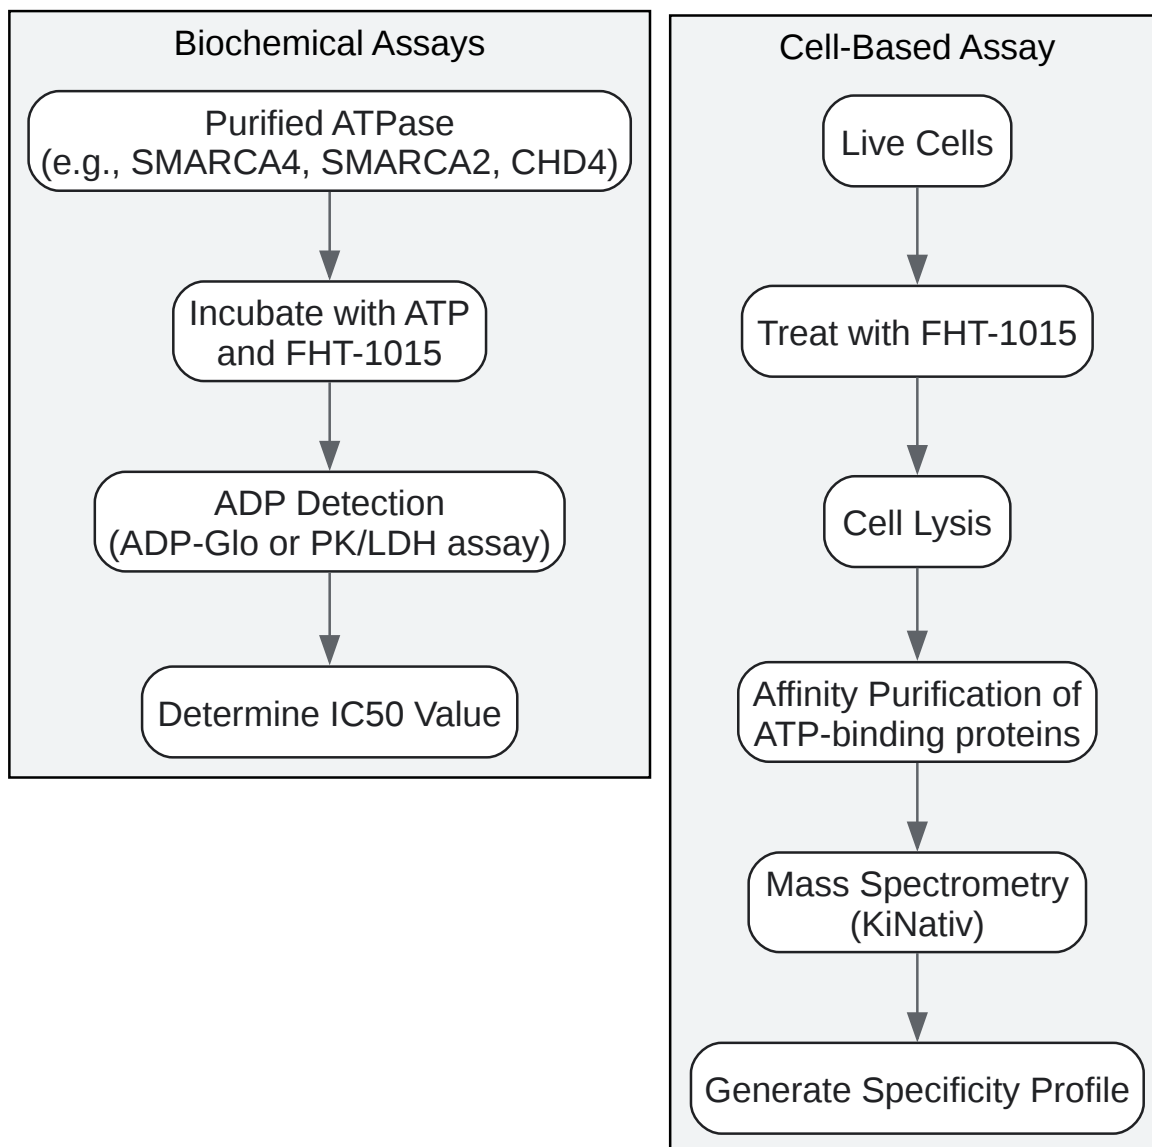 Biochemical Assays
Purified ATPase
(e.g., SMARCA4, SMARCA2, CHD4)
Incubate with ATP
and FHT-1015
ADP Detection
(ADP-Glo or PK/LDH assay)
Determine IC50 Value
Cell-Based Assay
Live Cells
Treat with FHT-1015
Cell Lysis
Affinity Purification of
ATP-binding proteins
Mass Spectrometry
(KiNativ)
Generate Specificity Profile